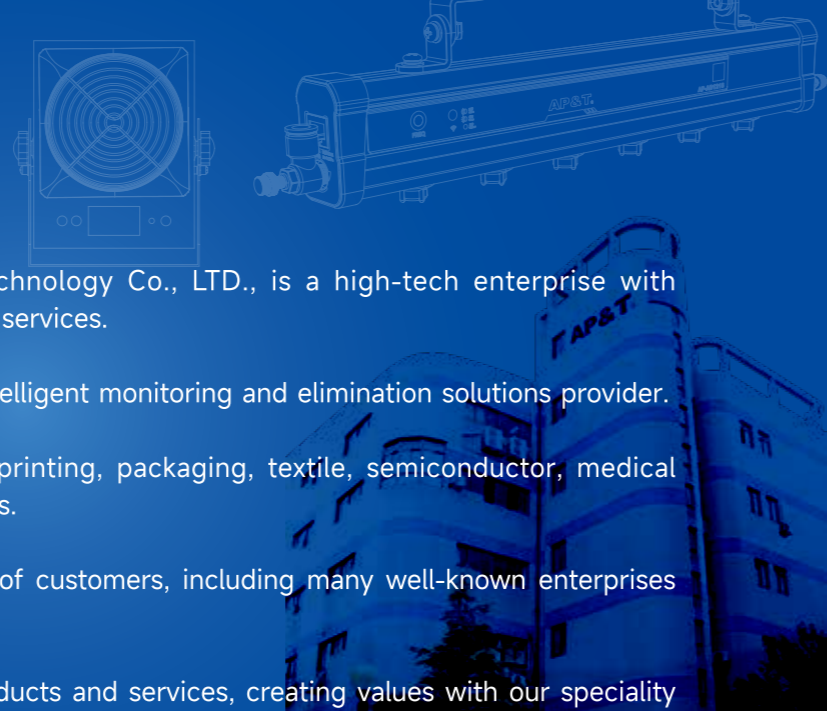 AP&T.
chnology Co., LTD., is a high-tech enterprise with
services.
AP&T.
elligent monitoring and elimination solutions provider.
printing, packaging, textile, semiconductor, medical
s.
of customers, including many well-known enterprises
ducts and services, creating values with our speciality